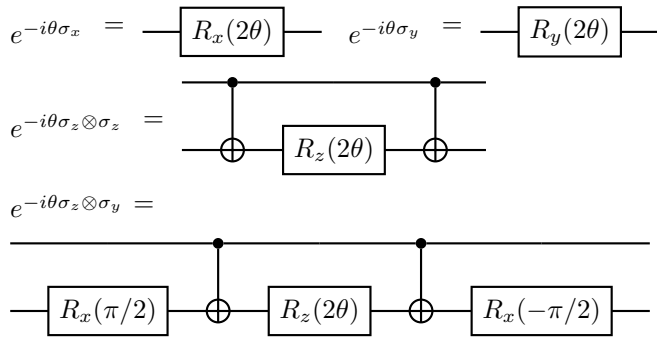 e^{-iθσ_x} = R_x(2θ) e^{-iθσ_y} = R_y(2θ)
e^{-iθσ_z⊗σ_z} = R_z(2θ)
e^{-iθσ_z⊗σ_y} =
R_x(π/2) R_z(2θ) R_x(-π/2)